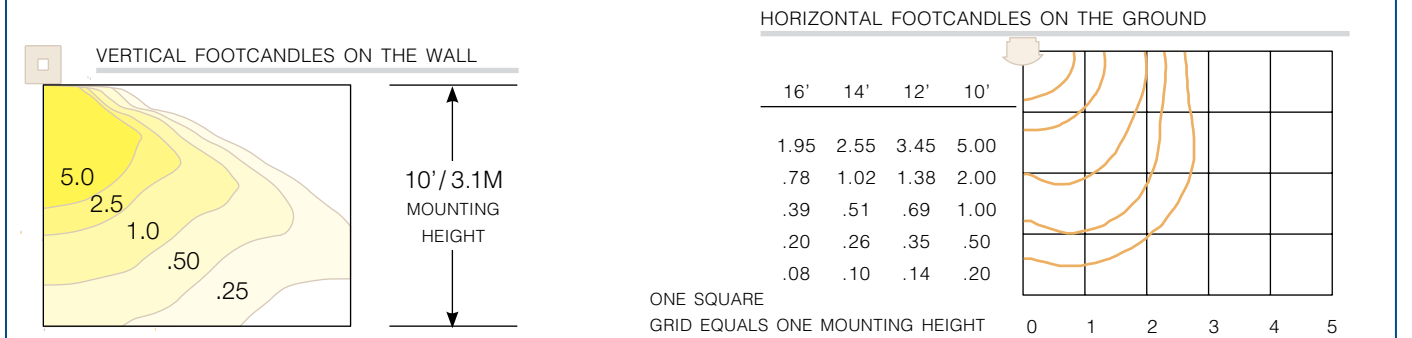 VERTICAL FOOTCANDLES ON THE WALL
5.0
2.5
1.0
.50
.25
10’/3.1M
MOUNTING
HEIGHT
HORIZONTAL FOOTCANDLES ON THE GROUND
16’ 14’ 12’ 10’
1.95 2.55 3.45 5.00
.78 1.02 1.38 2.00
.39 .51 .69 1.00
.20 .26 .35 .50
.08 .10 .14 .20
ONE SQUARE
GRID EQUALS ONE MOUNTING HEIGHT
0 1 2 3 4 5